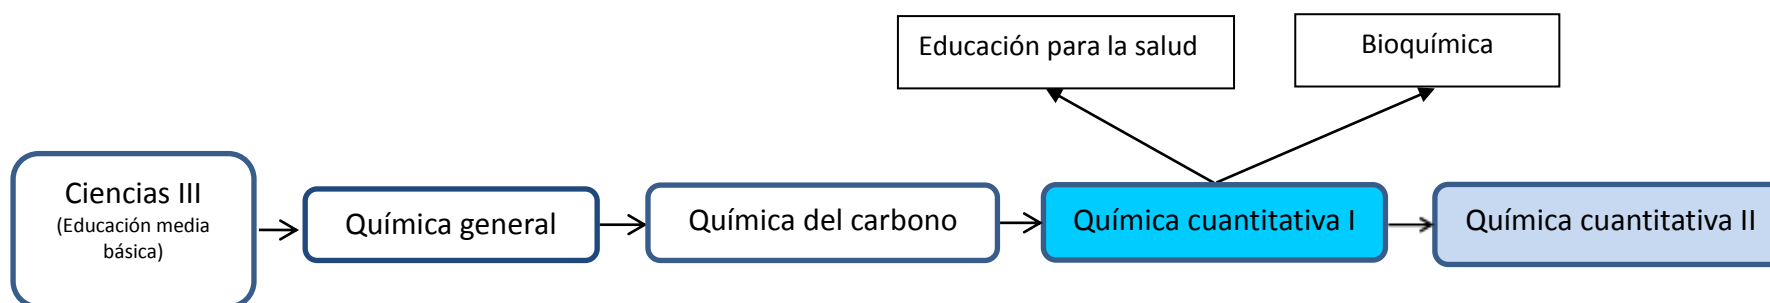 Educación para la salud
Bioquímica
Ciencias III
(Educación media
básica)
Química general
Química del carbono
Química cuantitativa I
Química cuantitativa II